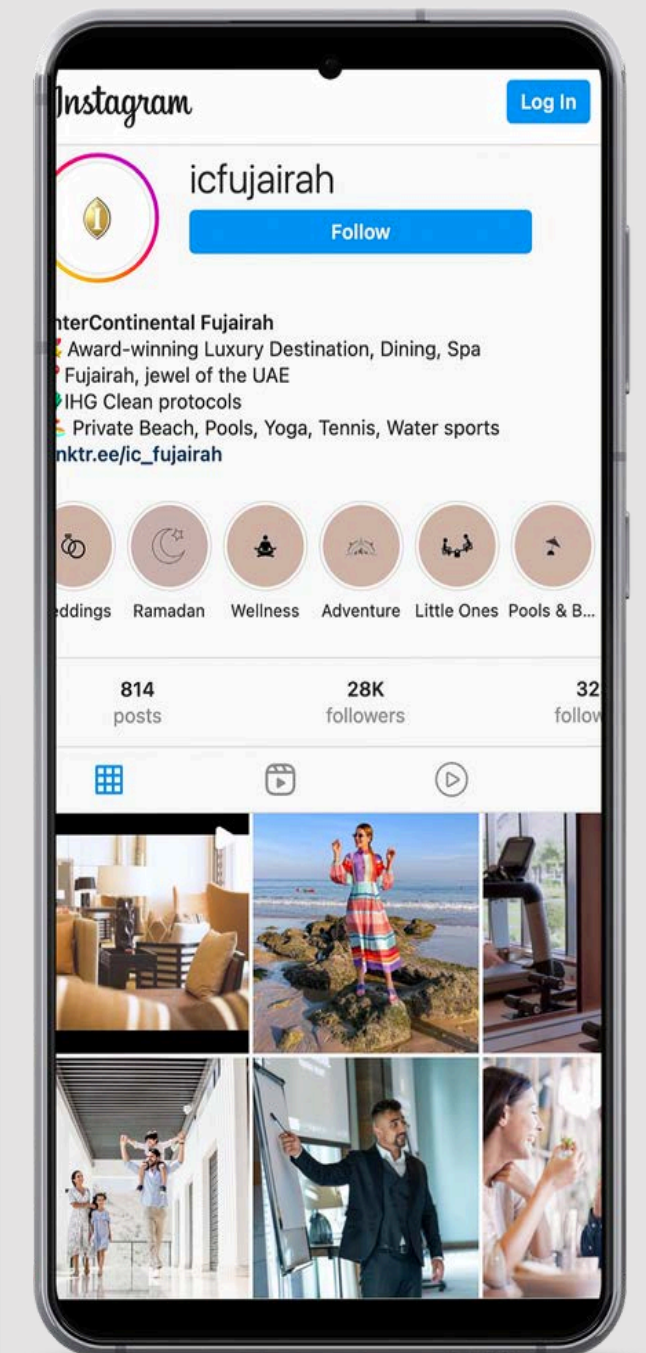 Instagram
Log In
icfujairah
Follow
nterContinental Fujairah
Award-winning Luxury Destination, Dining, Spa
Fujairah, jewel of the UAE
IHG Clean protocols
Private Beach, Pools, Yoga, Tennis, Water sports
nktr.ee/ic_fujairah
ddings Ramadan Wellness Adventure Little Ones Pools & B...
814 28K 32
posts followers follow